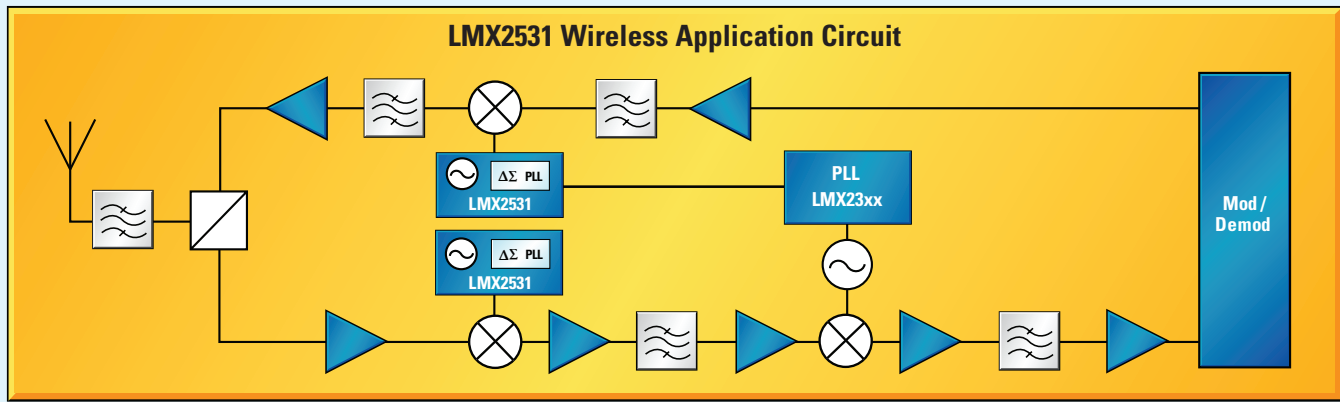 LMX2531 Wireless Application Circuit
ΔΣ PLL
LMX2531
PLL
LMX23xx
Mod /
Demod
ΔΣ PLL
LMX2531